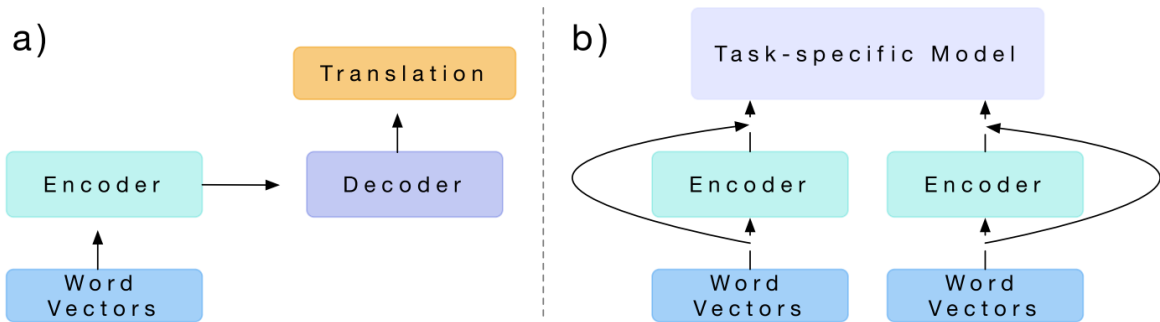 a)
Translation
Encoder
Decoder
Word
Vectors
b)
Task-specific Model
Encoder
Encoder
Word
Vectors
Word
Vectors